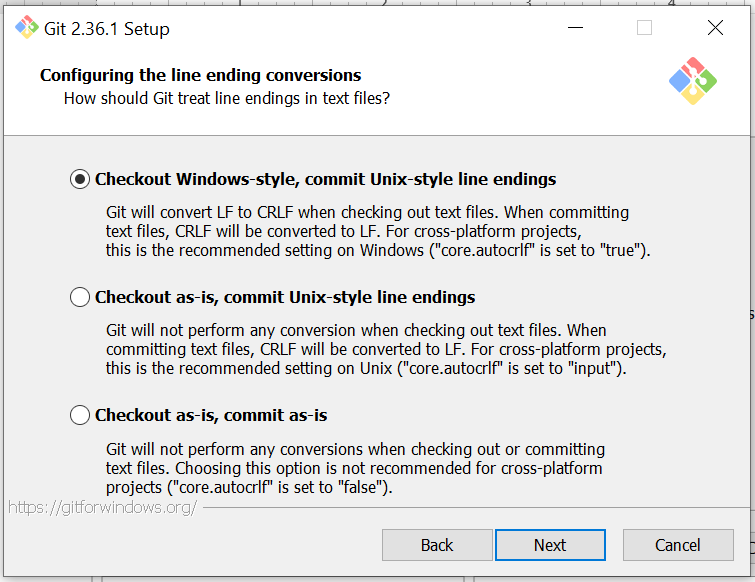 Git 2.36.1 Setup
Configuring the line ending conversions
How should Git treat line endings in text files?
Checkout Windows-style, commit Unix-style line endings
Git will convert LF to CRLF when checking out text files. When committing
text files, CRLF will be converted to LF. For cross-platform projects,
this is the recommended setting on Windows ("core.autocrlf" is set to "true").
Checkout as-is, commit Unix-style line endings
Git will not perform any conversion when checking out text files. When
committing text files, CRLF will be converted to LF. For cross-platform projects,
this is the recommended setting on Unix ("core.autocrlf" is set to "input").
Checkout as-is, commit as-is
Git will not perform any conversions when checking out or committing
text files. Choosing this option is not recommended for cross-platform
projects ("core.autocrlf" is set to "false").
https://gitforwindows.org/
Back Next Cancel